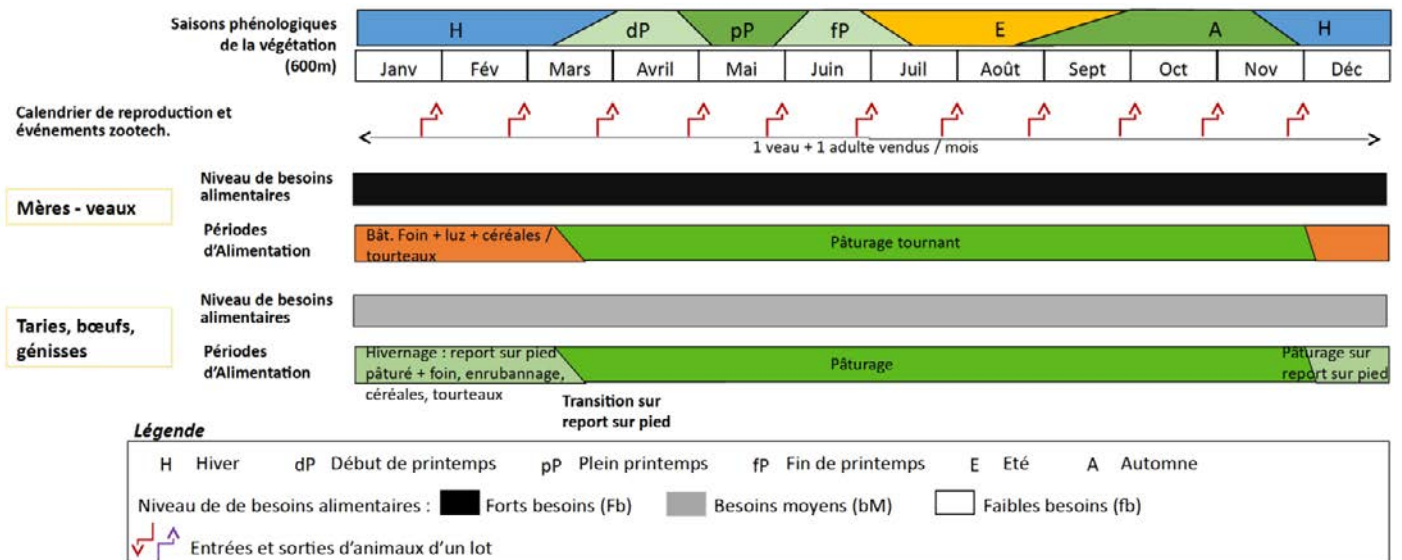 Saisons phénologiques
de la végétation
(600m)
H dP pP fP E A H
Janv Fév Mars Avril Mai Juin Juil Août Sept Oct Nov Déc
Calendrier de reproduction et
événements zootech.
1 veau + 1 adulte vendus / mois
Mères - veaux
Niveau de besoins
alimentaires
Périodes
d'Alimentation
Bât. Foin + luz + céréales /
tourteaux
Pâturage tournant
Taries, bœufs,
génisses
Niveau de besoins
alimentaires
Périodes
d'Alimentation
Hivernage : report sur pied
pâturé + foin, enrubannage,
céréales, tourteaux
Pâturage
Pâturage sur
report sur pied
Transition sur
report sur pied
Légende
H Hiver dP Début de printemps pP Plein printemps fP Fin de printemps E Eté A Automne
Niveau de de besoins alimentaires : Forts besoins (Fb) Besoins moyens (bM) Faibles besoins (fb)
Entrées et sorties d'animaux d'un lot